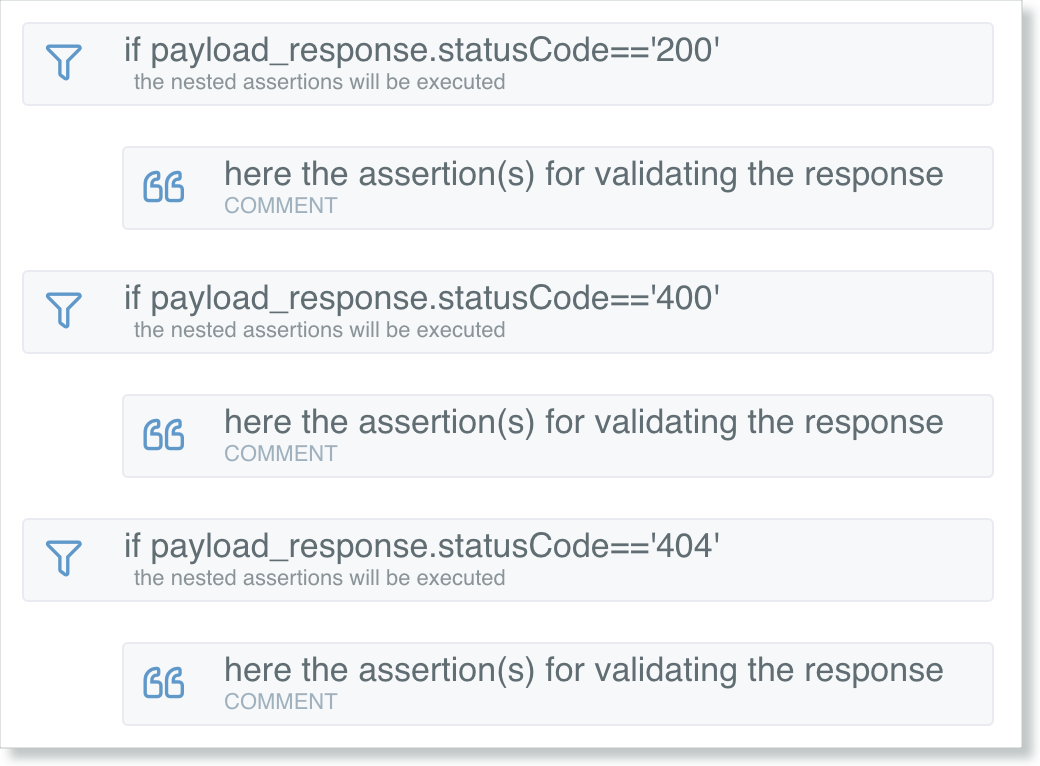 if payload_response.statusCode=='200'
the nested assertions will be executed
here the assertion(s) for validating the response
COMMENT
if payload_response.statusCode=='400'
the nested assertions will be executed
here the assertion(s) for validating the response
COMMENT
if payload_response.statusCode=='404'
the nested assertions will be executed
here the assertion(s) for validating the response
COMMENT